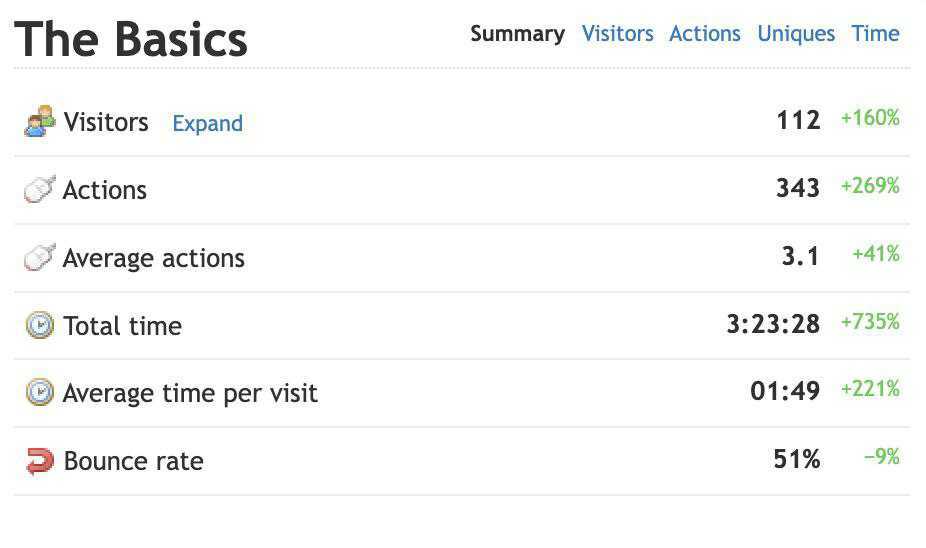 The Basics
Summary Visitors Actions Uniques Time
Visitors Expand 112 +160%
Actions 343 +269%
Average actions 3.1 +41%
Total time 3:23:28 +735%
Average time per visit 01:49 +221%
Bounce rate 51% −9%